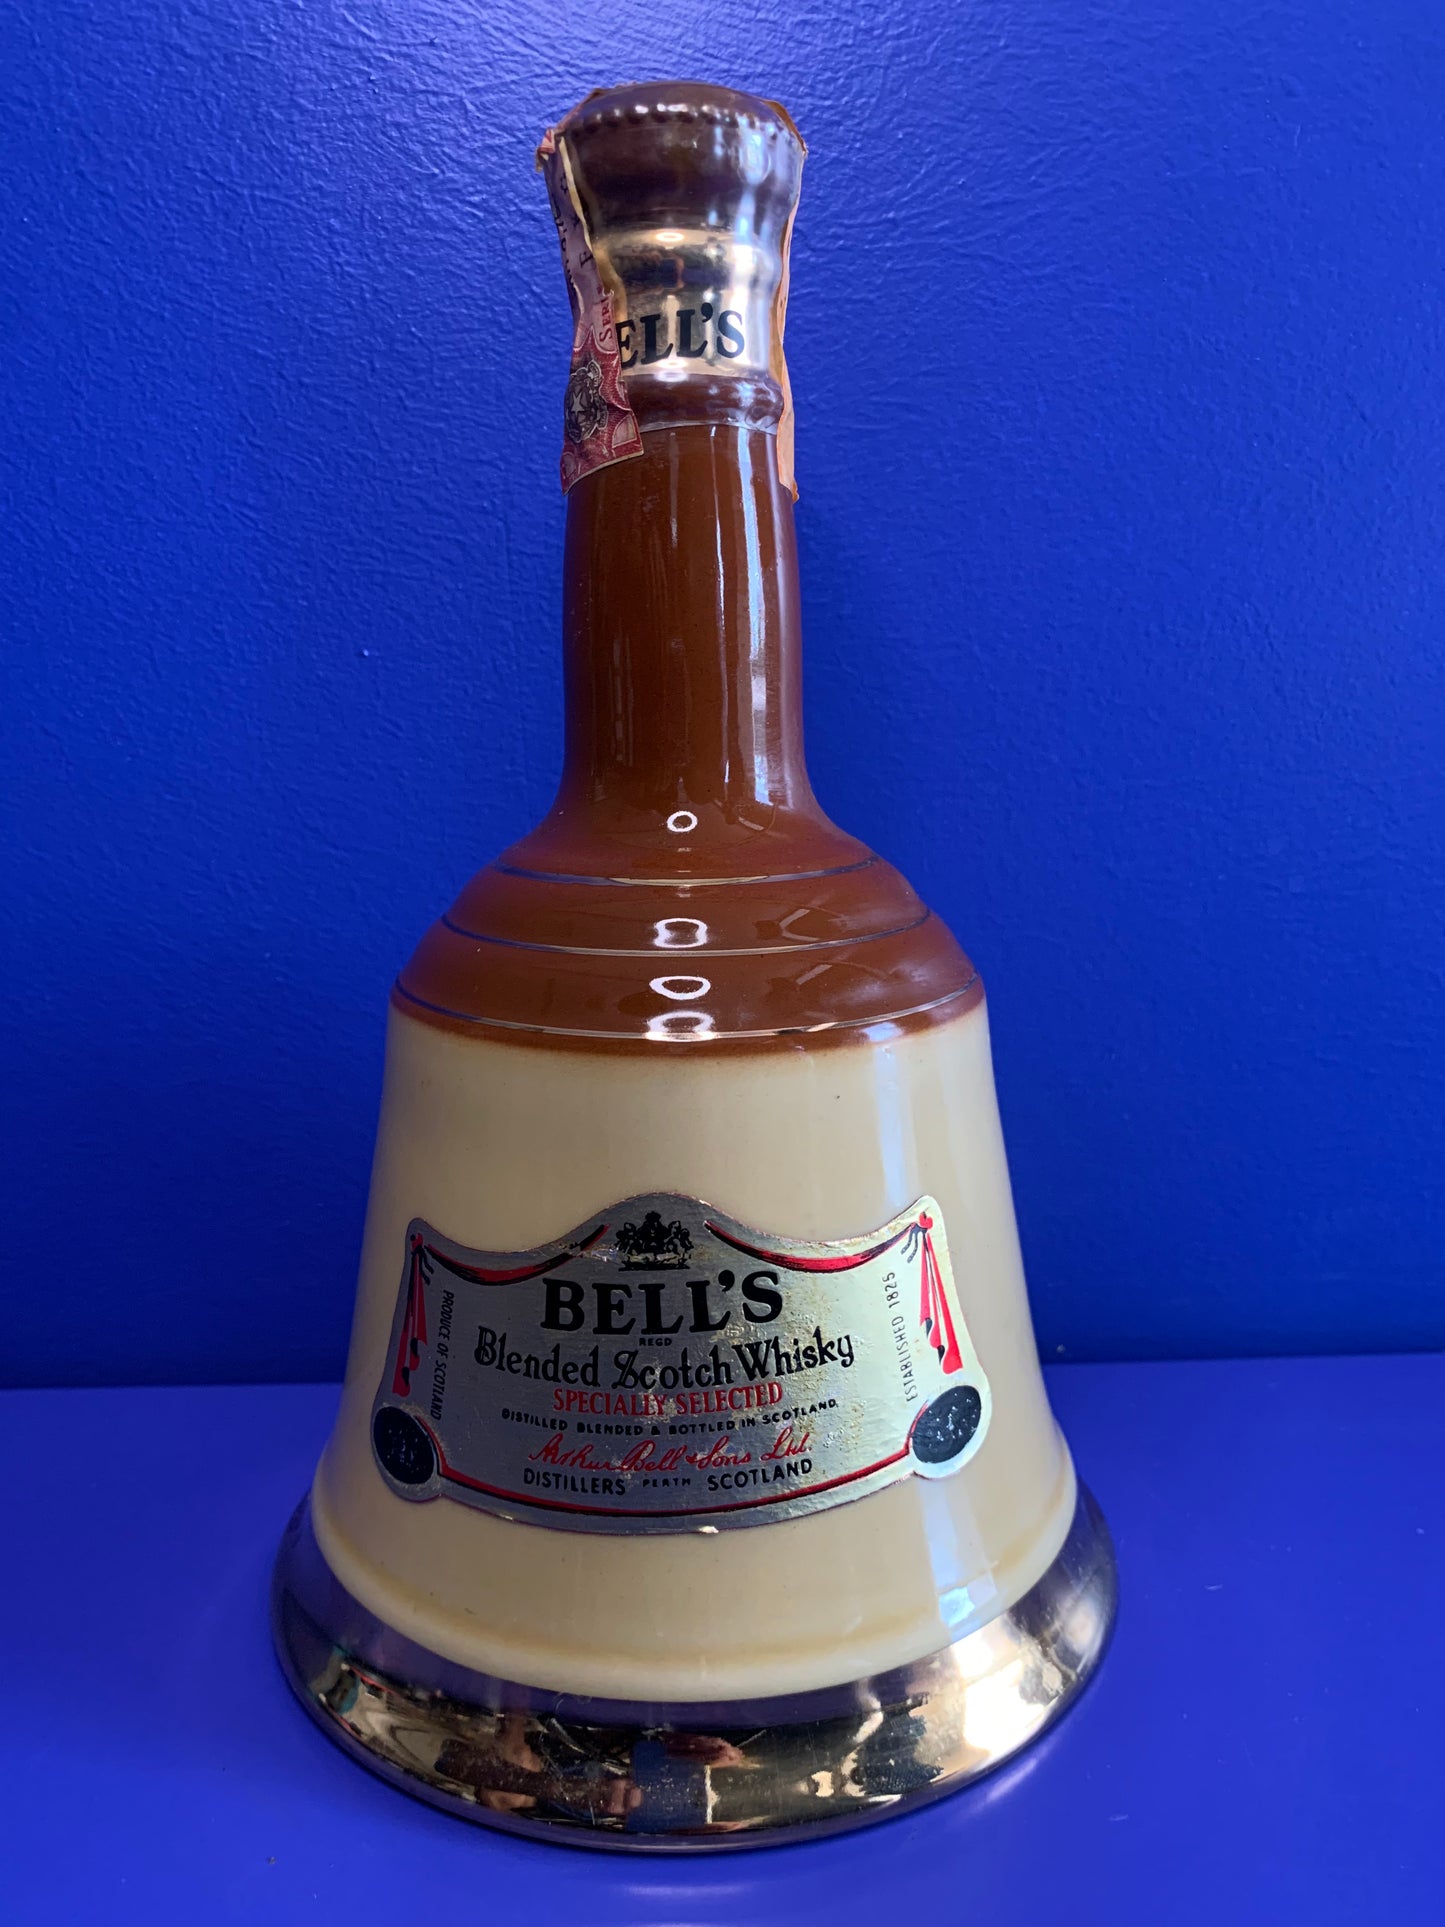 SERI
ELL'S
BELL'S
REGD
Blended Scotch Whisky
SPECIALLY SELECTED
DISTILLED BLENDED & BOTTLED IN SCOTLAND.
Arthur Bell & Sons Ltd.
DISTILLERS PERTH SCOTLAND
PRODUCE OF SCOTLAND
ESTABLISHED 1825